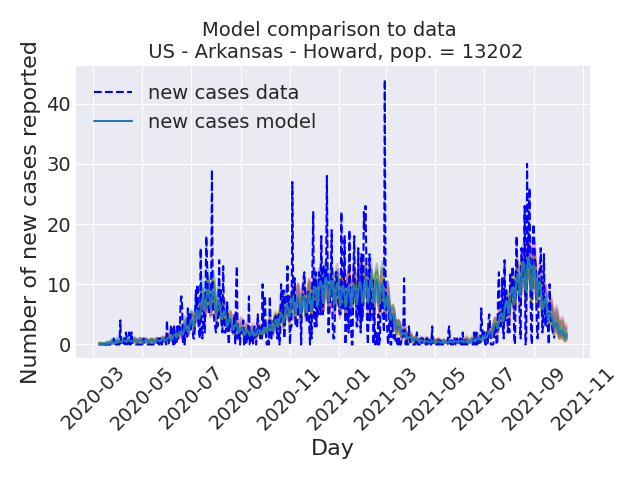 Model comparison to data
US - Arkansas - Howard, pop. = 13202
Number of new cases reported
new cases data
new cases model
40
30
20
10
0
2020-03
2020-05
2020-07
2020-09
2020-11
2021-01
2021-03
2021-05
2021-07
2021-09
2021-11
Day